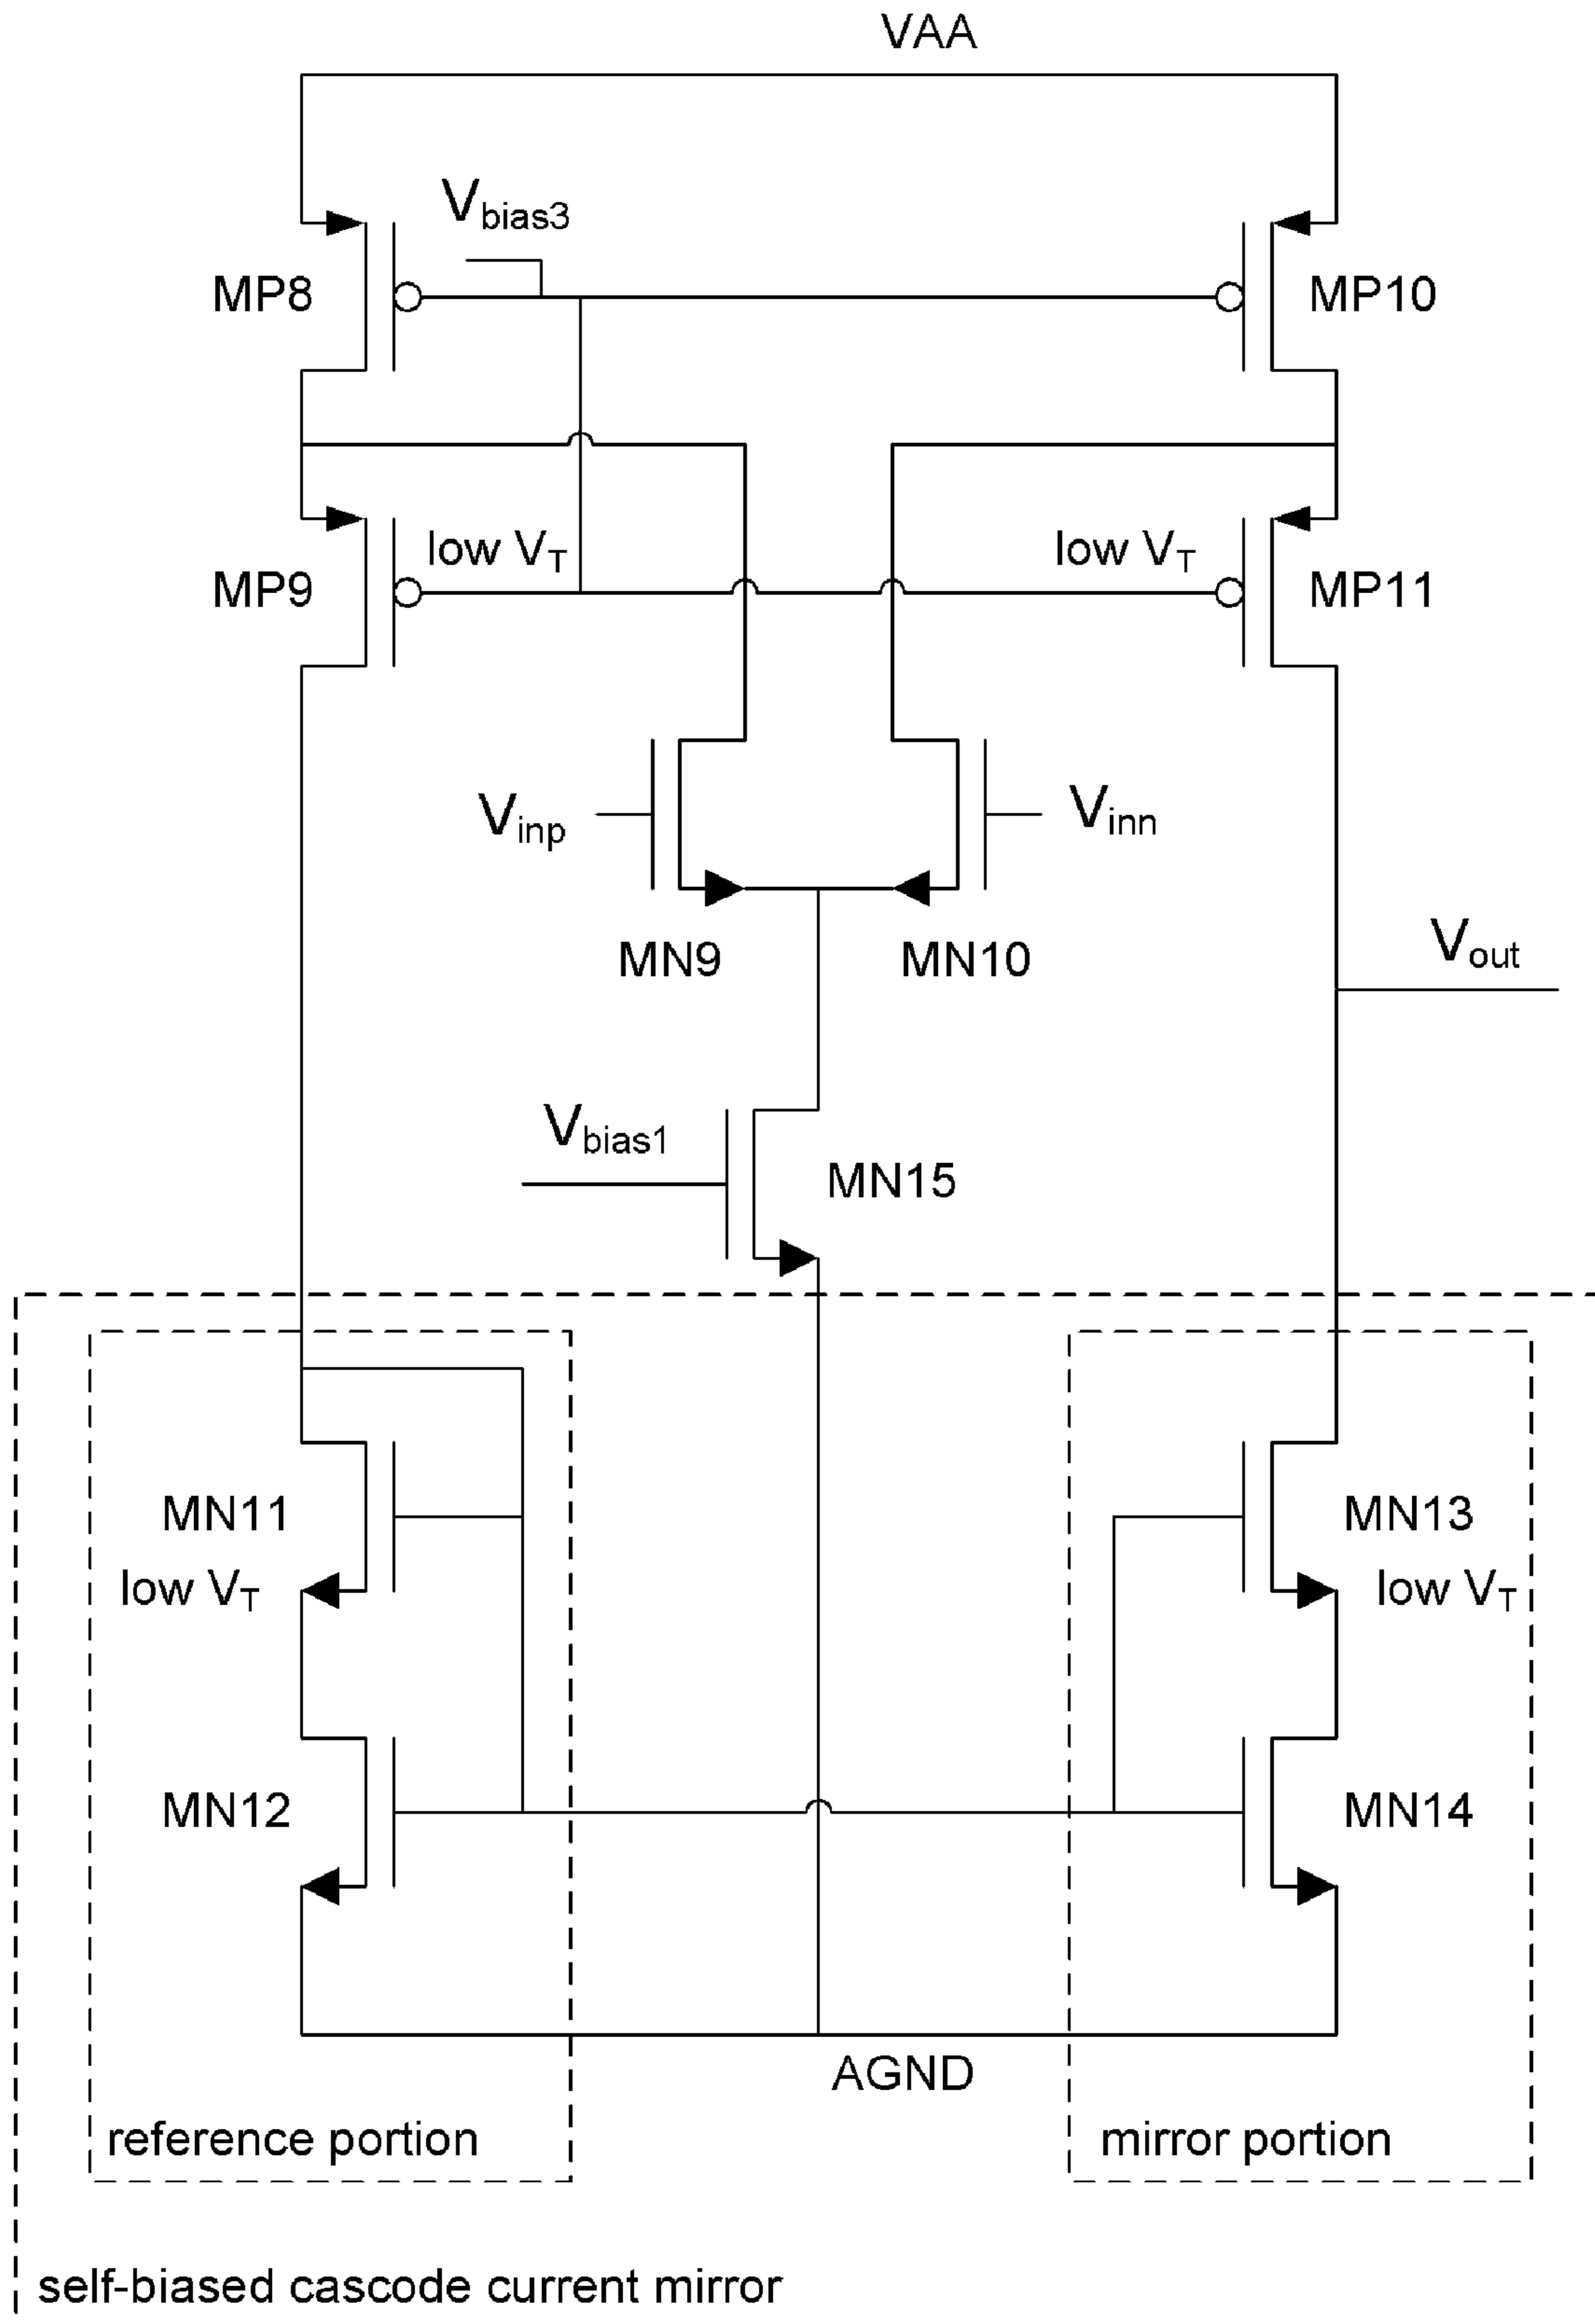 VAA
Vbias3
MP8
MP10
low VT
low VT
MP9
MP11
Vinp
Vinn
MN9
MN10
Vout
Vbias1
MN15
MN11
MN13
low VT
low VT
MN12
MN14
AGND
reference portion
mirror portion
self-biased cascode current mirror